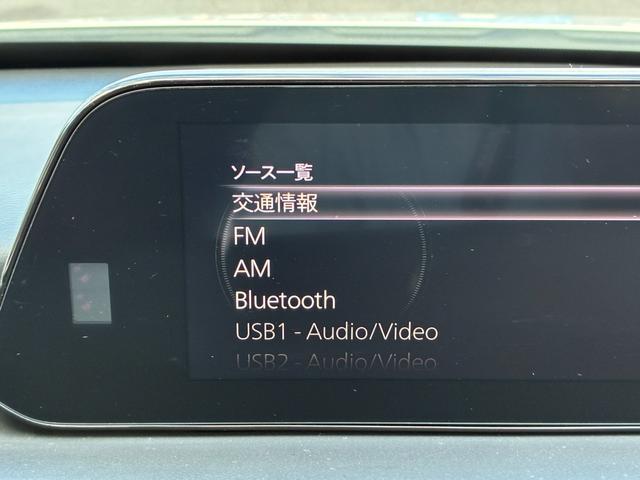 ソース一覧
交通情報
FM
AM
Bluetooth
USB1 - Audio/Video
USB2 - Audio/Video